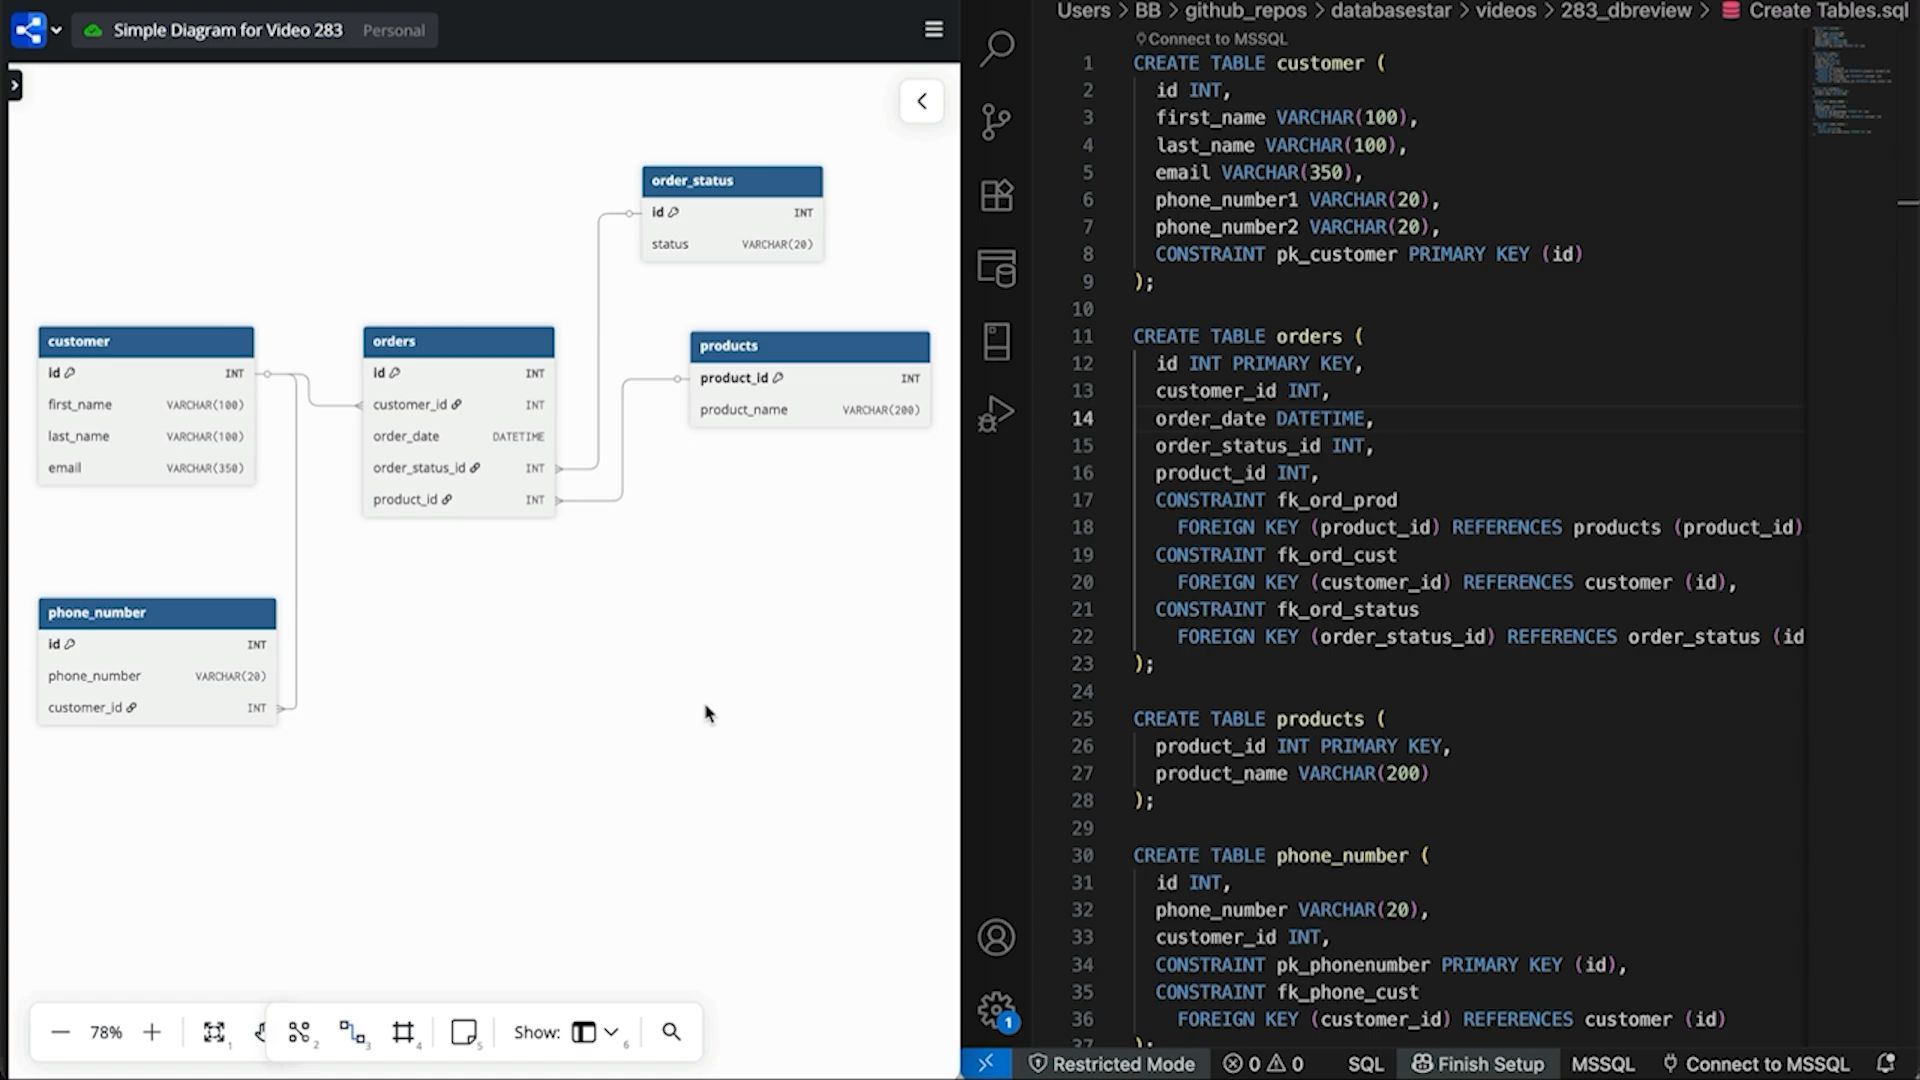 Simple Diagram for Video 283 Personal
order_status
id INT
status VARCHAR(20)
customer
id INT
first_name VARCHAR(100)
last_name VARCHAR(100)
email VARCHAR(350)
orders
id INT
customer_id INT
order_date DATETIME
order_status_id INT
product_id INT
products
product_id INT
product_name VARCHAR(200)
phone_number
id INT
phone_number VARCHAR(20)
customer_id INT
78% 1 2 3 4 5 Show: 6
Users > BB > github_repos > databasestar > videos > 283_dbreview > Create Tables.sql
Connect to MSSQL
1 CREATE TABLE customer (
2 id INT,
3 first_name VARCHAR(100),
4 last_name VARCHAR(100),
5 email VARCHAR(350),
6 phone_number1 VARCHAR(20),
7 phone_number2 VARCHAR(20),
8 CONSTRAINT pk_customer PRIMARY KEY (id)
9 );
10
11 CREATE TABLE orders (
12 id INT PRIMARY KEY,
13 customer_id INT,
14 order_date DATETIME,
15 order_status_id INT,
16 product_id INT,
17 CONSTRAINT fk_ord_prod
18 FOREIGN KEY (product_id) REFERENCES products (product_id)
19 CONSTRAINT fk_ord_cust
20 FOREIGN KEY (customer_id) REFERENCES customer (id),
21 CONSTRAINT fk_ord_status
22 FOREIGN KEY (order_status_id) REFERENCES order_status (id
23 );
24
25 CREATE TABLE products (
26 product_id INT PRIMARY KEY,
27 product_name VARCHAR(200)
28 );
29
30 CREATE TABLE phone_number (
31 id INT,
32 phone_number VARCHAR(20),
33 customer_id INT,
34 CONSTRAINT pk_phonenumber PRIMARY KEY (id),
35 CONSTRAINT fk_phone_cust
36 FOREIGN KEY (customer_id) REFERENCES customer (id)
37 );
1
Restricted Mode 0 0 SQL Finish Setup MSSQL Connect to MSSQL